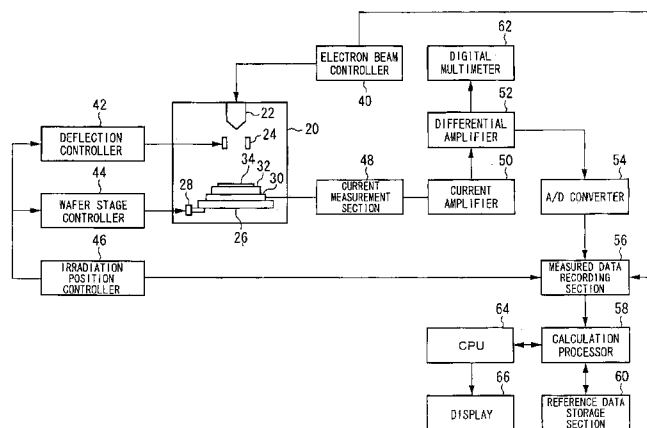 62
ELECTRON BEAM
CONTROLLER
40
DIGITAL
MULTIMETER
42
DEFLECTION
CONTROLLER
22
24
20
52
DIFFERENTIAL
AMPLIFIER
44
WAFER STAGE
CONTROLLER
28
34
32
30
26
48
CURRENT
MEASUREMENT
SECTION
50
CURRENT
AMPLIFIER
54
A/D CONVERTER
46
IRRADIATION
POSITION
CONTROLLER
56
MEASURED DATA
RECORDING
SECTION
64
CPU
58
CALCULATION
PROCESSOR
66
DISPLAY
60
REFERENCE DATA
STORAGE
SECTION